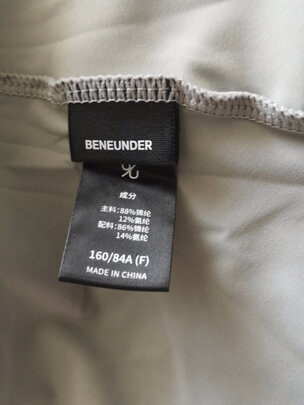 BENEUNDER
成分
主料:88%锦纶
12%氨纶
配料:86%锦纶
14%氨纶
160/84A (F)
MADE IN CHINA